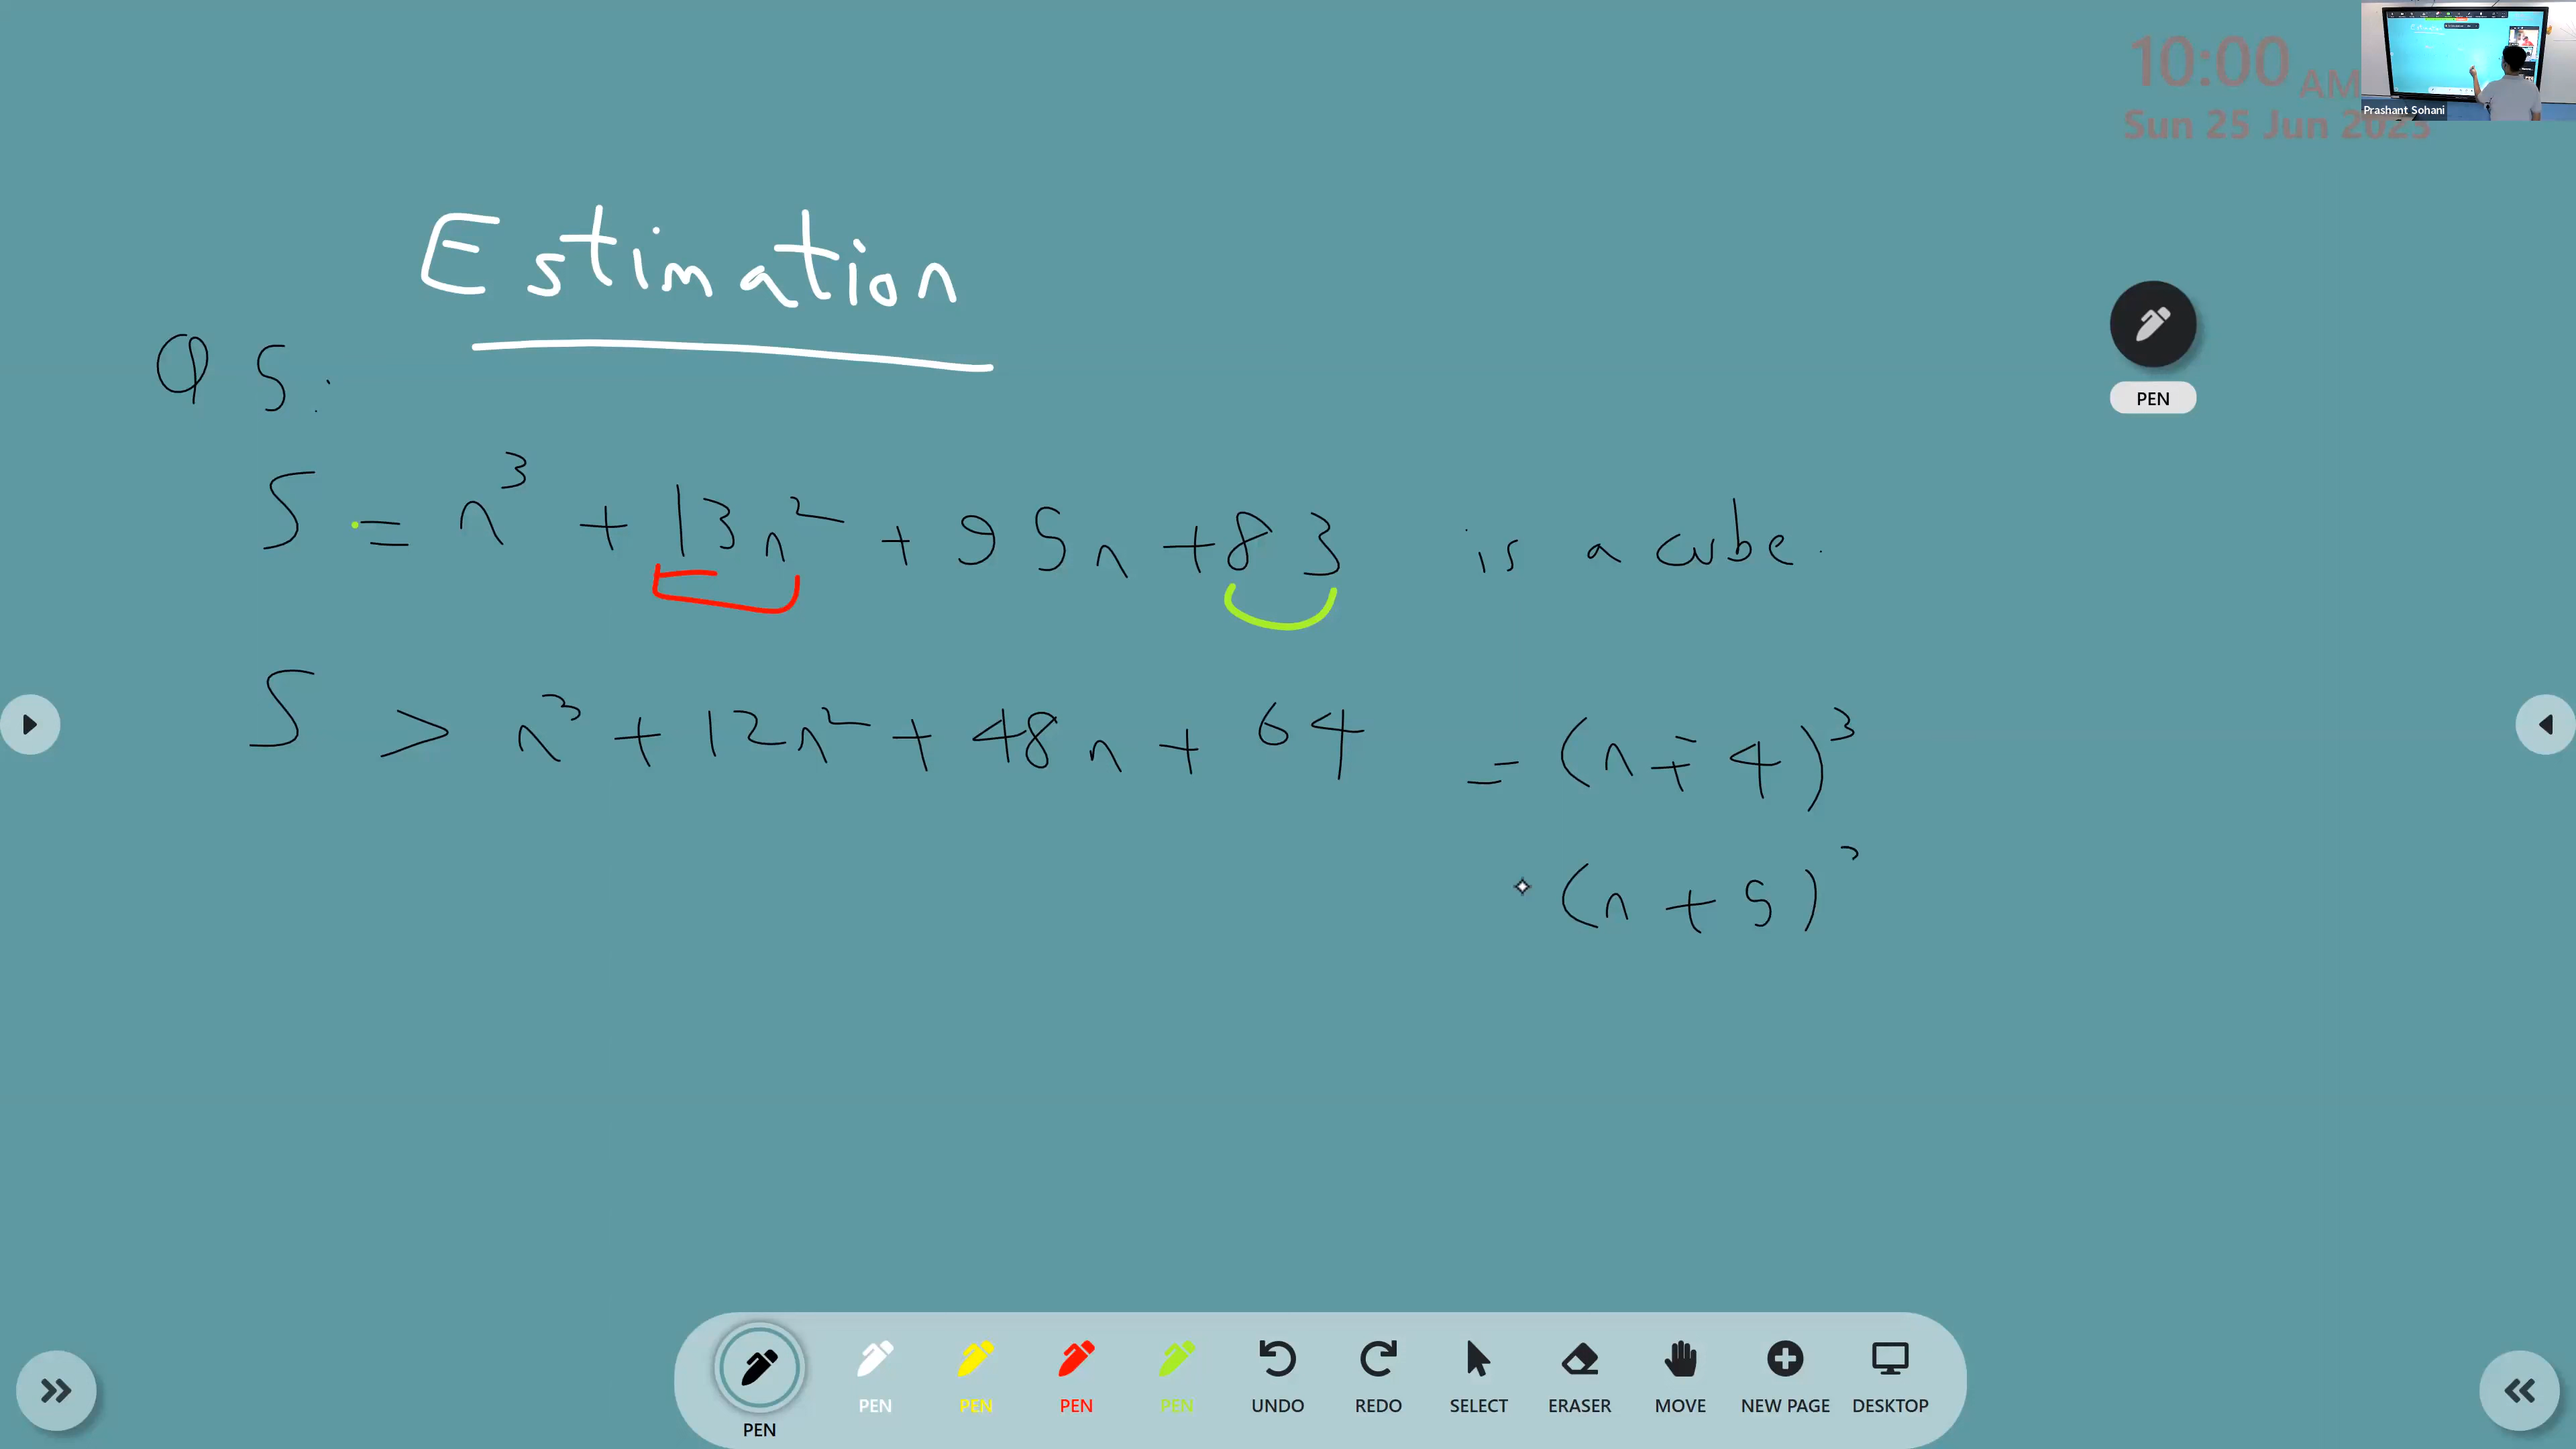 10:00 AM
Sun 25 Jun 2023
Prashant Sohani
Estimation
Q 5.
S = n³ + 13n² + 95n + 83 is a cube.
S > n³ + 12n² + 48n + 64 = (n + 4)³
(n + 5)³
PEN
PEN PEN PEN PEN PEN UNDO REDO SELECT ERASER MOVE NEW PAGE DESKTOP